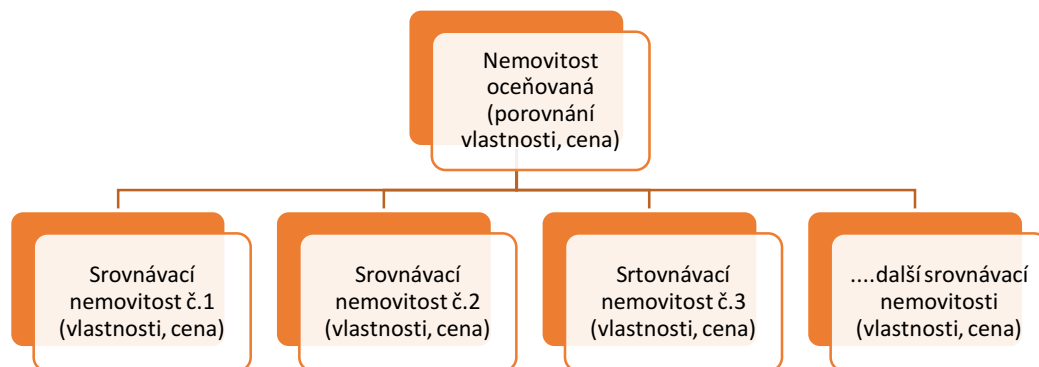 Nemovitost
oceňovaná
(porovnání
vlastnosti, cena)
Srovnávací
nemovitost č.1
(vlastnosti, cena)
Srovnávací
nemovitost č.2
(vlastnosti, cena)
Srtovávací
nemovitost č.3
(vlastnosti, cena)
....další srovnávací
nemovitosti
(vlastnosti, cena)